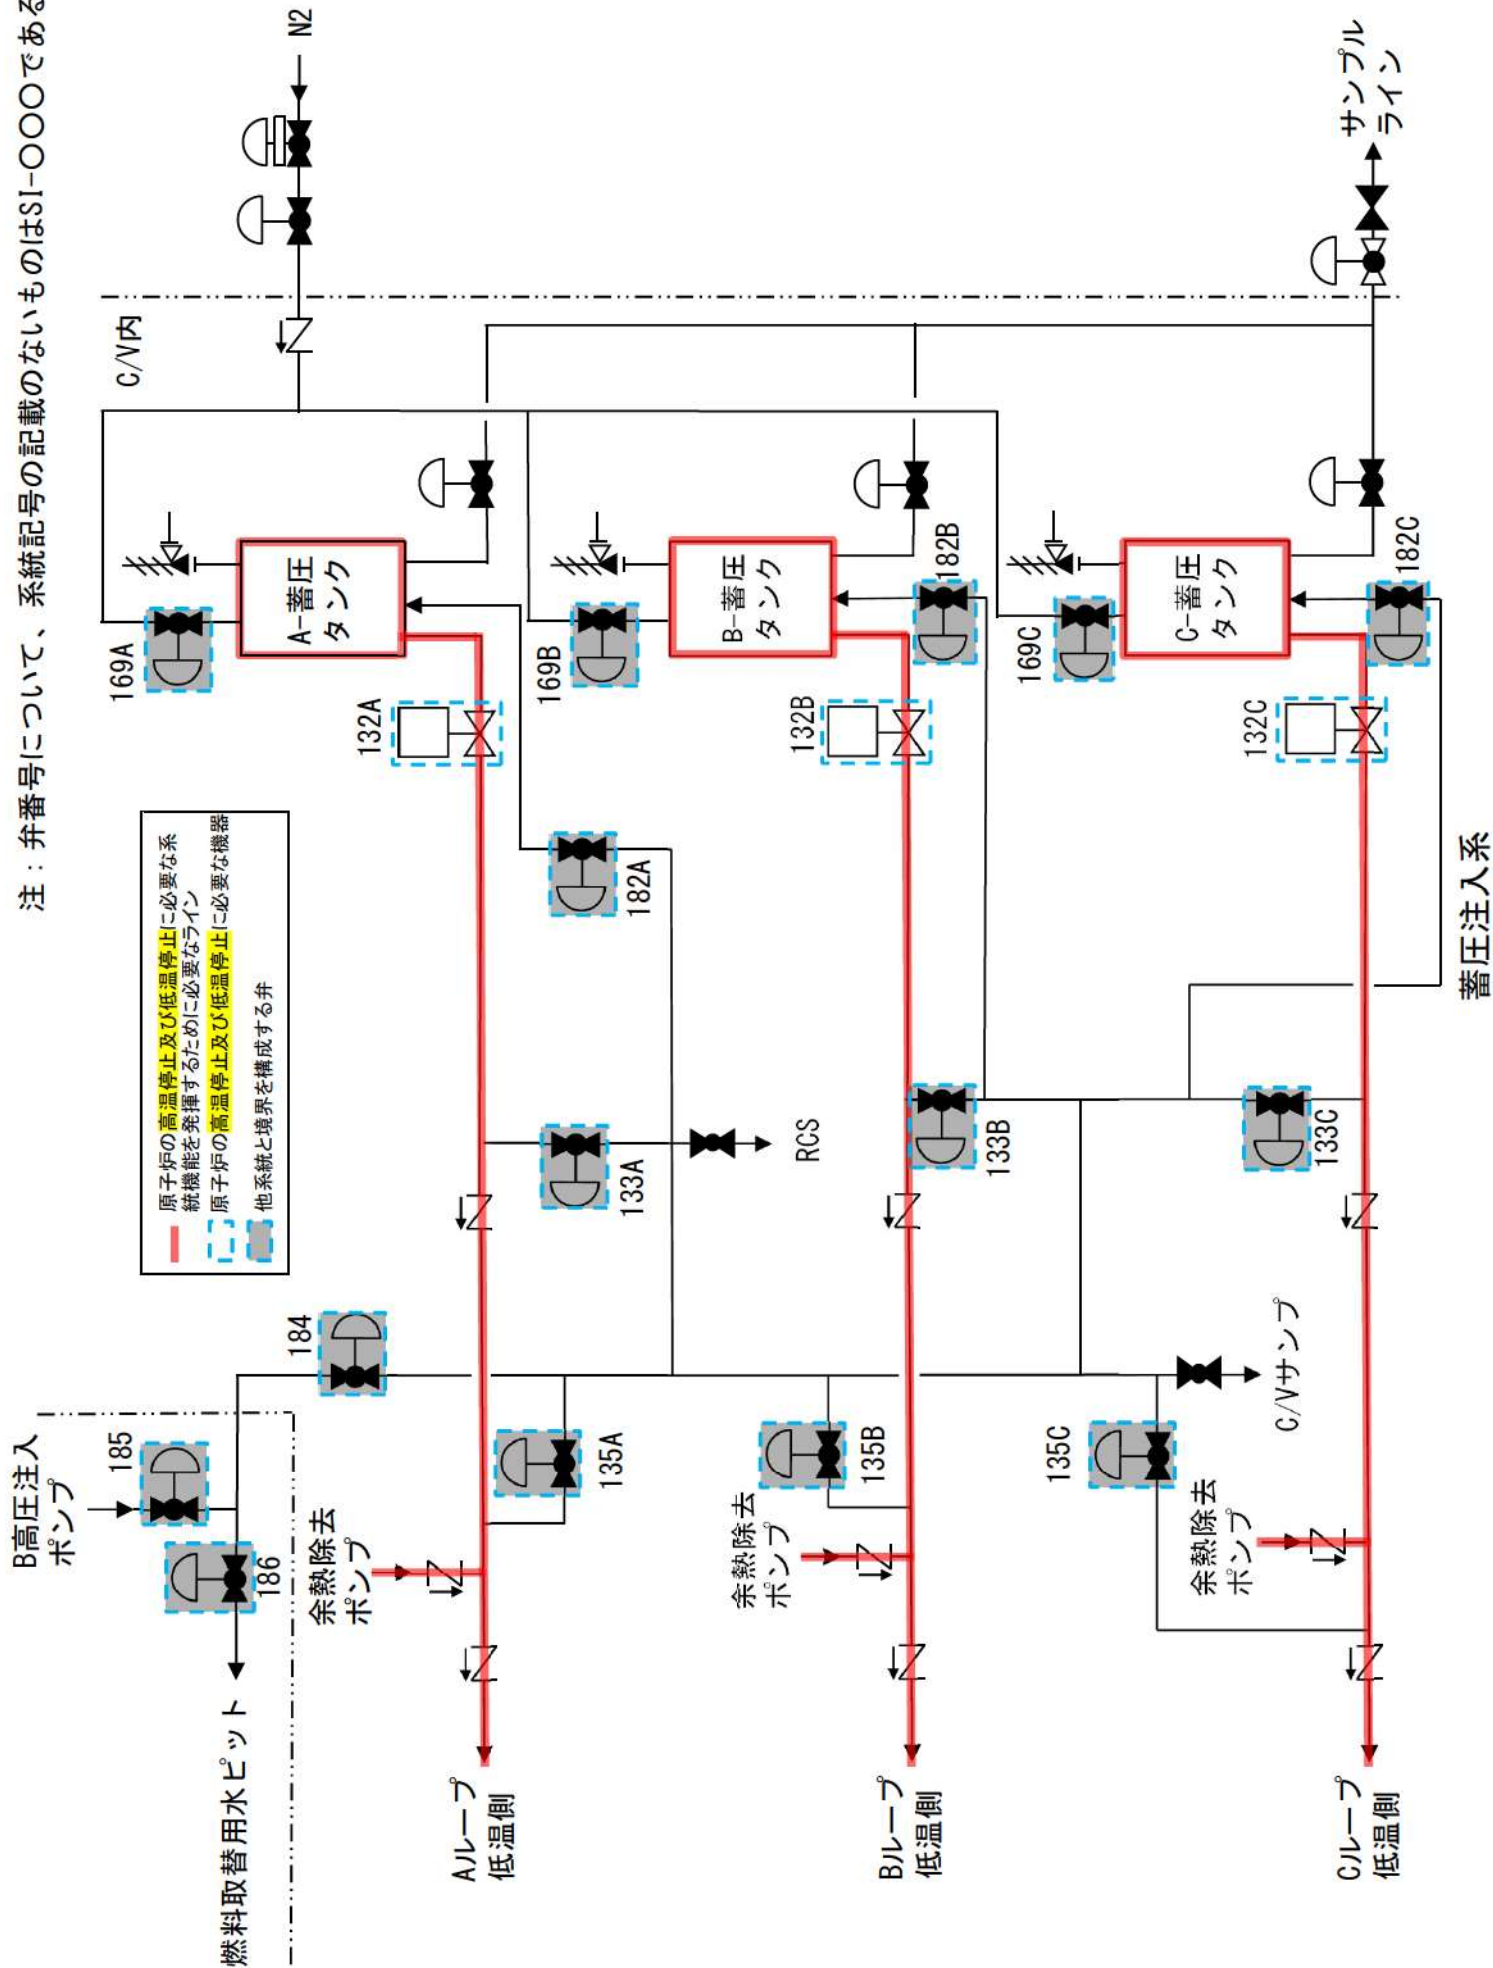 注：弁番号について、系統記号の記載のないものはSI-〇〇〇である
原子炉の高温停止及び低温停止に必要な系
統機能を発揮するために必要なライン
原子炉の高温停止及び低温停止に必要な機器
他系統と境界を構成する弁
B高圧注入
ポンプ
185
186
184
燃料取替用水ピット
C/V内
N2
169A
A-蓄圧
タンク
132A
182A
133A
RCS
135A
余熱除去
ポンプ
Aループ
低温側
169B
B-蓄圧
タンク
182B
132B
133B
135B
余熱除去
ポンプ
Bループ
低温側
169C
C-蓄圧
タンク
182C
132C
133C
135C
C/Vサンプ
余熱除去
ポンプ
Cループ
低温側
サンプル
ライン
蓄圧注入系